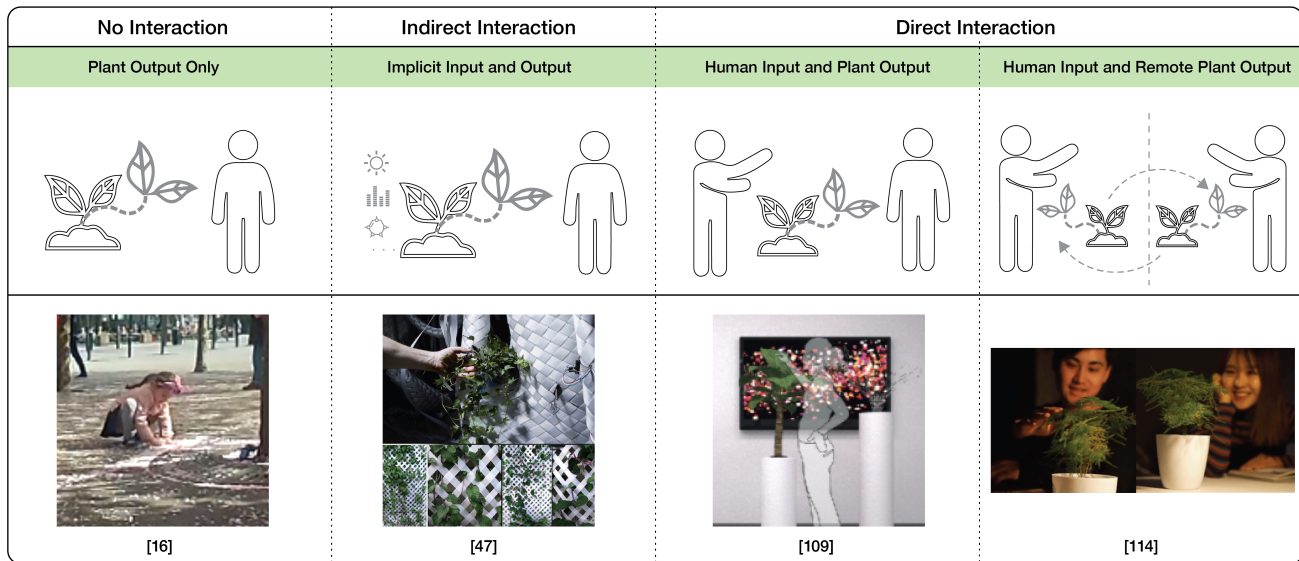 No Interaction
Indirect Interaction
Direct Interaction
Plant Output Only
Implicit Input and Output
Human Input and Plant Output
Human Input and Remote Plant Output
. . .
[16]
[47]
[109]
[114]